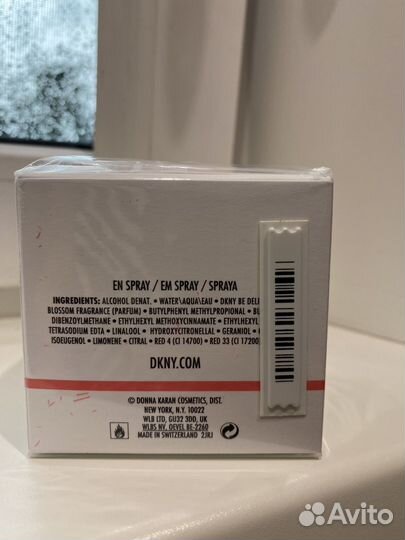 EN SPRAY / EM SPRAY / SPRAYA
INGREDIENTS: ALCOHOL DENAT. • WATER\AQUA\EAU • DKNY BE DELI
BLOSSOM FRAGRANCE (PARFUM) • BUTYLPHENYL METHYLPROPIONAL • BU
DIBENZOYLMETHANE • ETHYLHEXYL METHOXYCINNAMATE • ETHYLHEXYL
TETRASODIUM EDTA • LINALOOL • HYDROXYCITRONELLAL • GERANIOL •
ISOEUGENOL • LIMONENE • CITRAL • RED 4 (CI 14700) • RED 33 (CI 17200)
DKNY.COM
© DONNA KARAN COSMETICS, DIST.
NEW YORK, N.Y. 10022
WLB LTD, GU32 3DD, UK
WLBS NV. OEVEL BE-2260
MADE IN SWITZERLAND 2JRJ
Avito